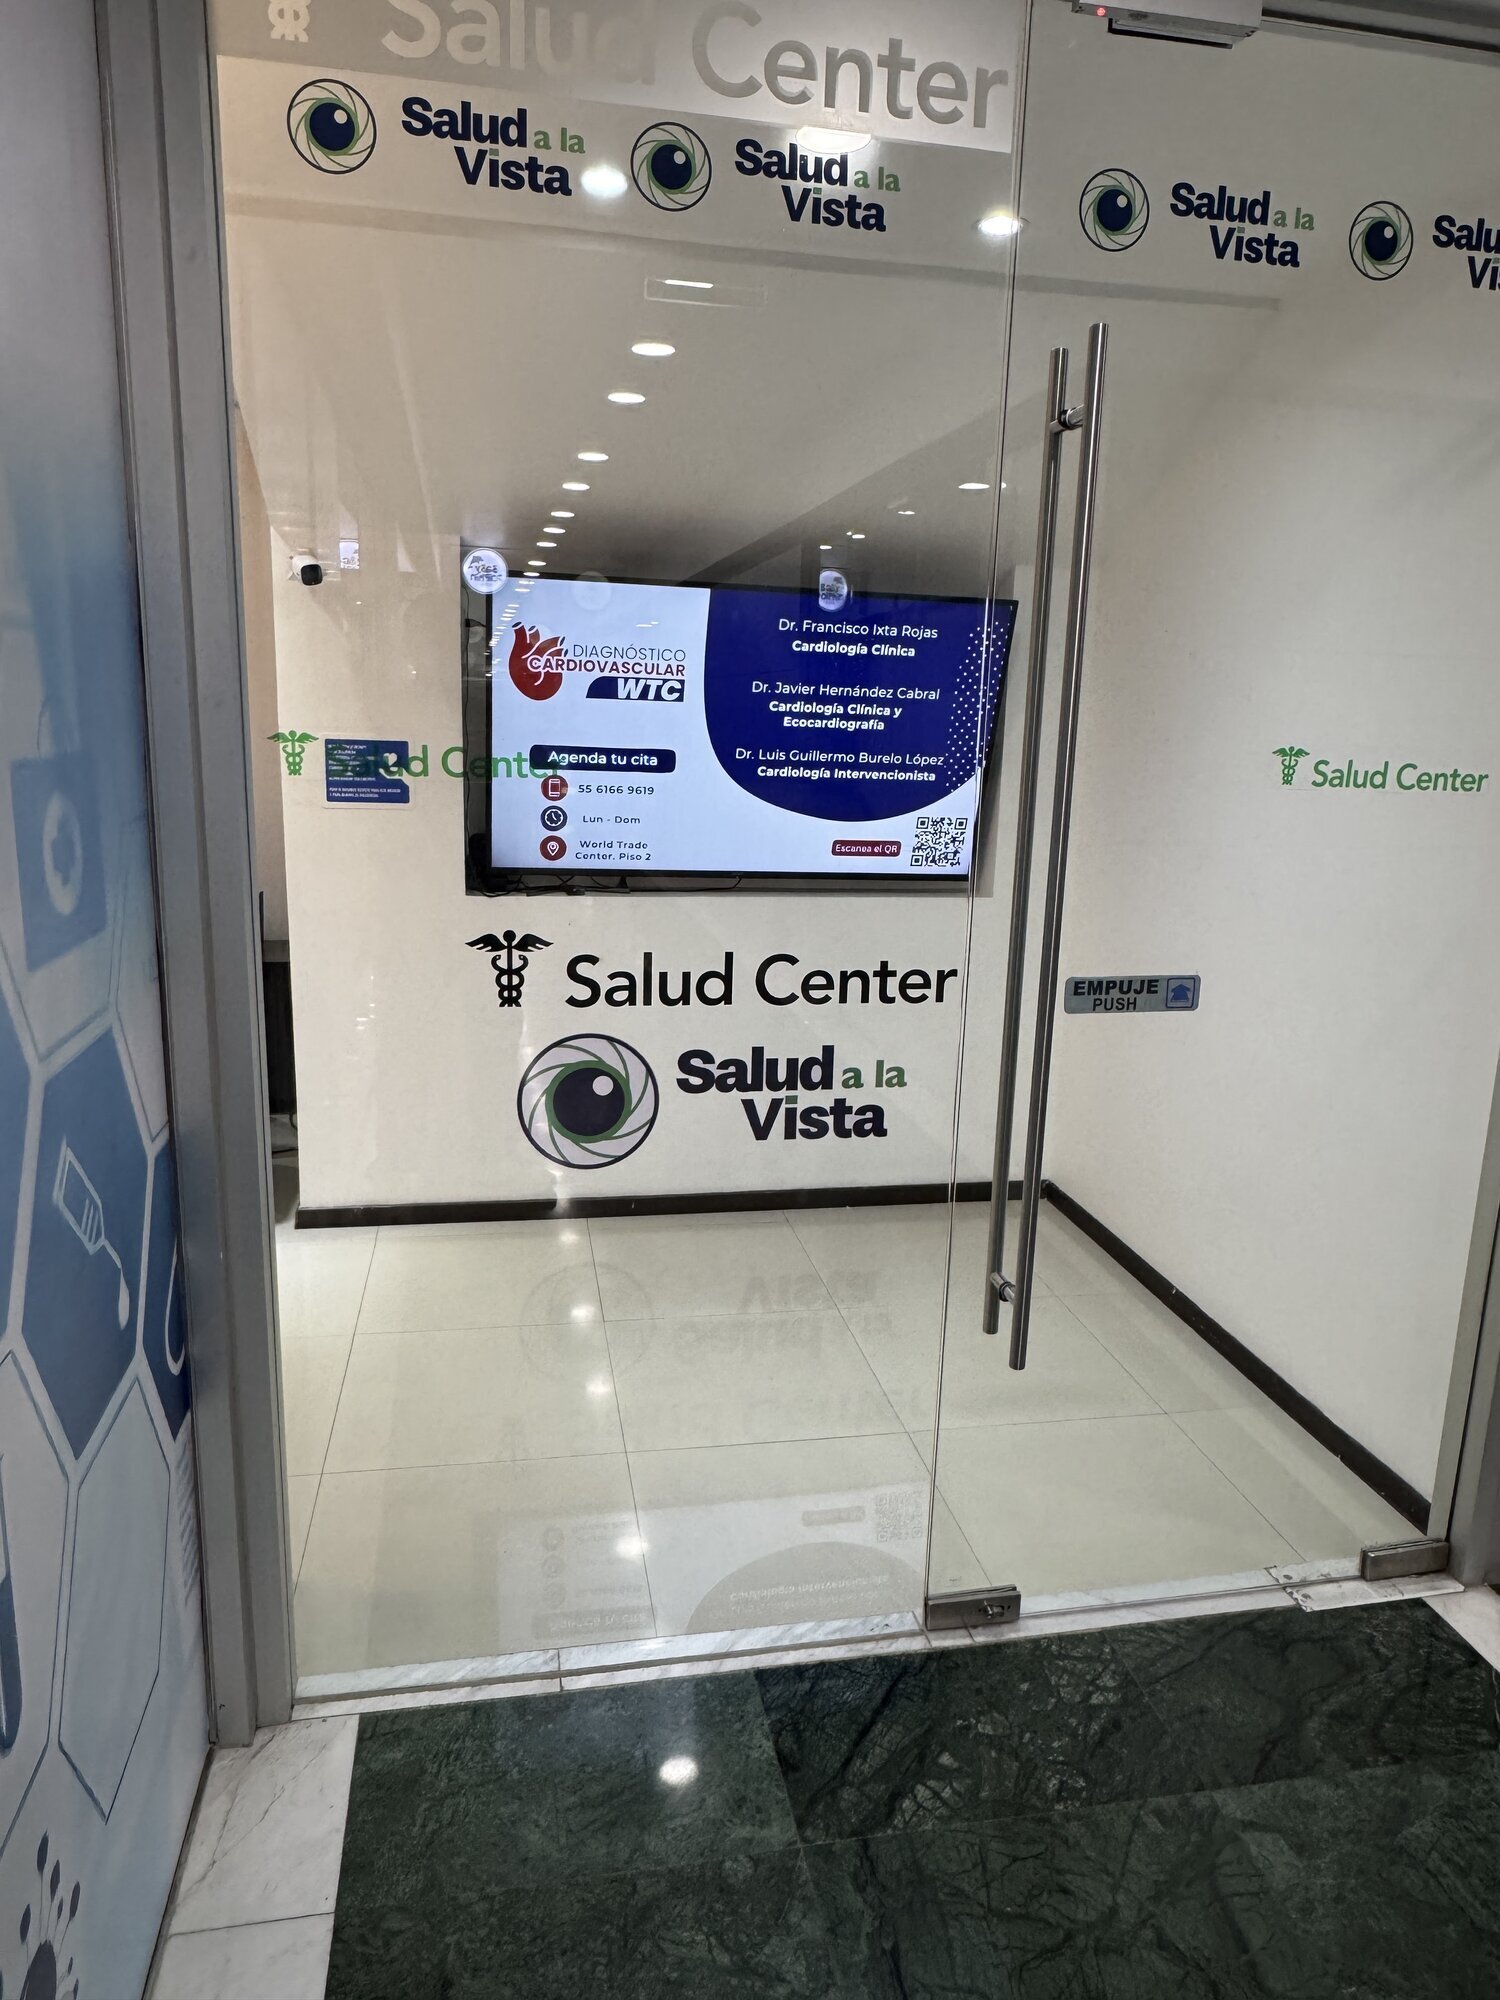 Salud Center
Salud a la
Vista
Salud a la
Vista
Salud a la
Vista
Salu
Vis
DIAGNÓSTICO
CARDIOVASCULAR
WTC
Agenda tu cita
55 6166 9619
Lun - Dom
World Trade
Center. Piso 2
Dr. Francisco Ixta Rojas
Cardiología Clínica
Dr. Javier Hernández Cabral
Cardiología Clínica y
Ecocardiografía
Dr. Luis Guillermo Burelo López
Cardiología Intervencionista
Escanea el QR
Salud Center
Salud Center
Salud Center
Salud a la
Vista
EMPUJE
PUSH